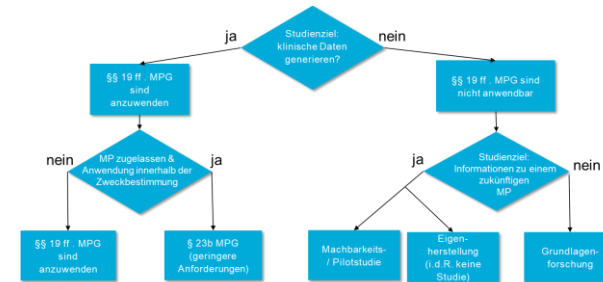 Studienziel:
klinische Daten
generieren?
ja
nein
§§ 19 ff . MPG
sind
anzuwenden
§§ 19 ff . MPG sind
nicht anwendbar
nein
MP zugelassen &
Anwendung innerhalb der
Zweckbestimmung
ja
ja
Studienziel:
Informationen zu einem
zukünftigen
MP
nein
§§ 19 ff . MPG
sind
anzuwenden
§ 23b MPG
(geringere
Anforderungen)
Machbarkeits-
/ Pilotstudie
Eigen-
herstellung
(i.d.R. keine
Studie)
Grundlagen-
forschung